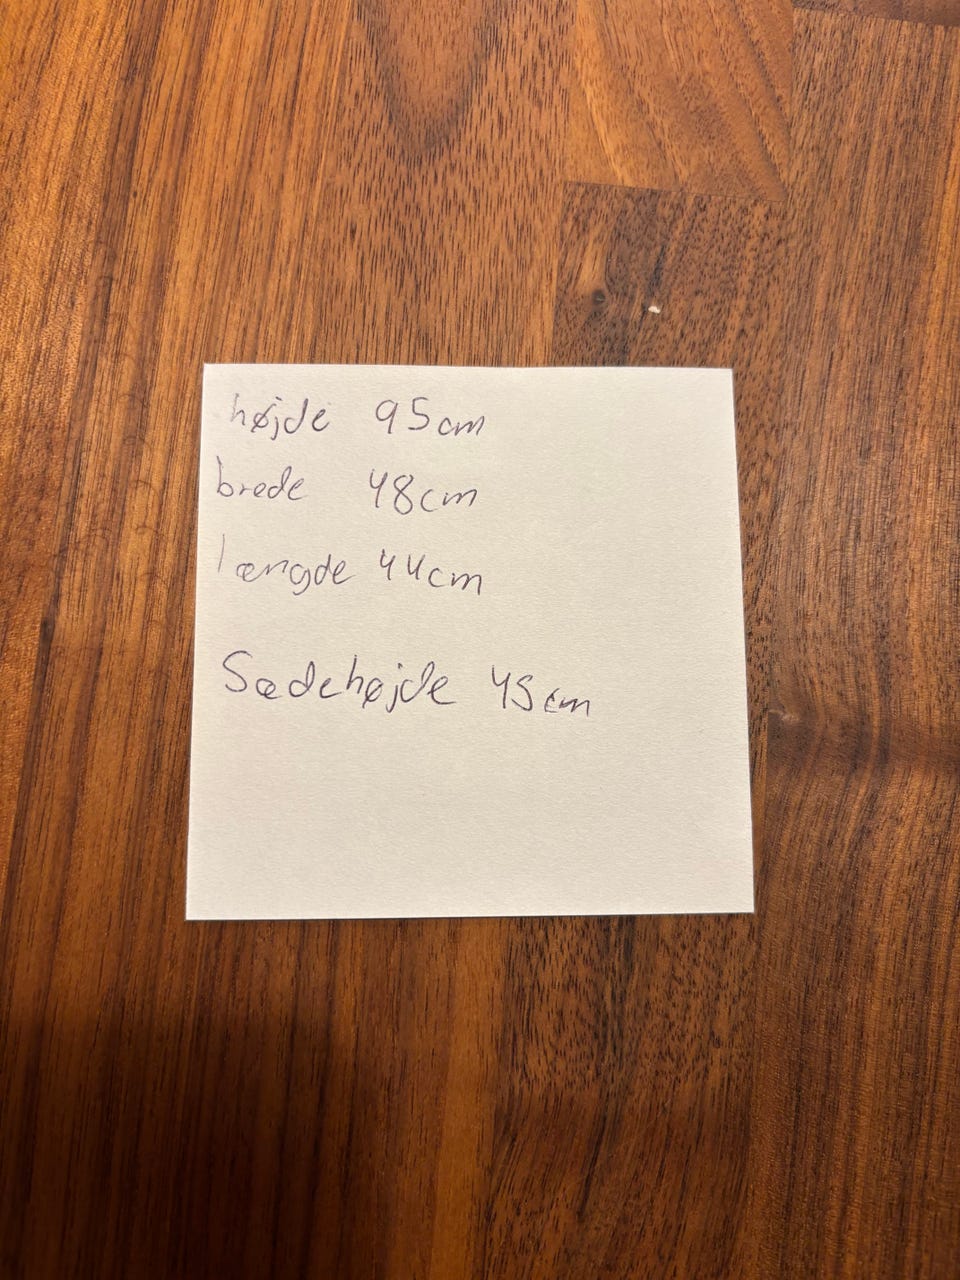 højde 95cm
brede 48cm
længde 44cm
Sædehøjde 45cm